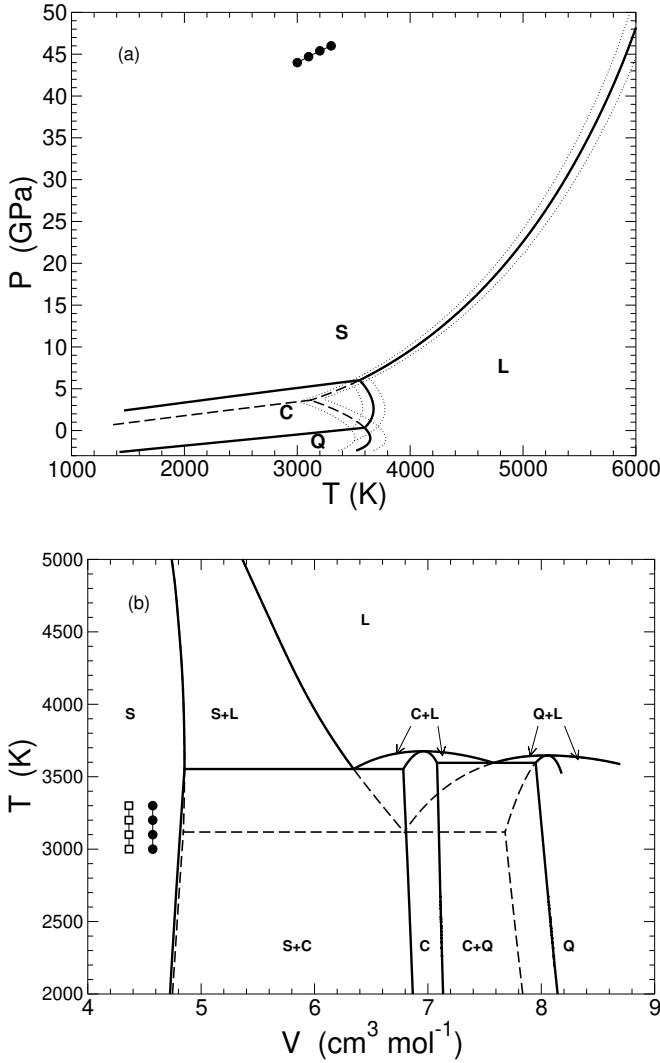 50
45
40
35
30
25
20
15
10
5
0
P (GPa)
(a)
S
L
C
Q
1000 2000 3000 4000 5000 6000
T (K)
5000
4500
4000
3500
3000
2500
2000
T (K)
(b)
L
S S+L C+L Q+L
S+C C C+Q Q
4 5 6 7 8 9
V (cm³ mol⁻¹)